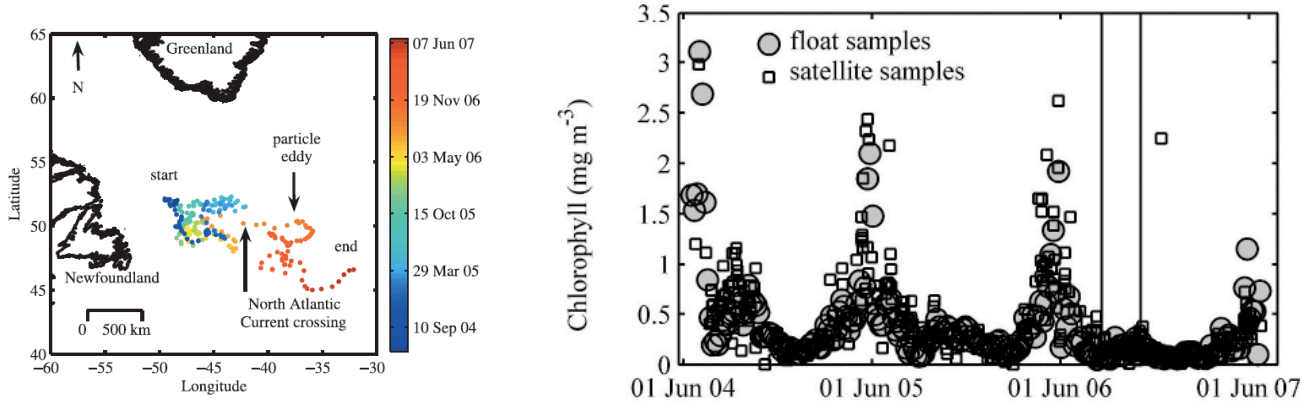 65
60
55
50
45
40
Latitude
−60
−55
−50
−45
−40
−35
−30
Longitude
N
Greenland
particle
eddy
start
end
Newfoundland
0 500 km
North Atlantic
Current crossing
07 Jun 07
19 Nov 06
03 May 06
15 Oct 05
29 Mar 05
10 Sep 04
3.5
3
2.5
2
1.5
1
0.5
0
Chlorophyll (mg m⁻³)
float samples
satellite samples
01 Jun 04
01 Jun 05
01 Jun 06
01 Jun 07